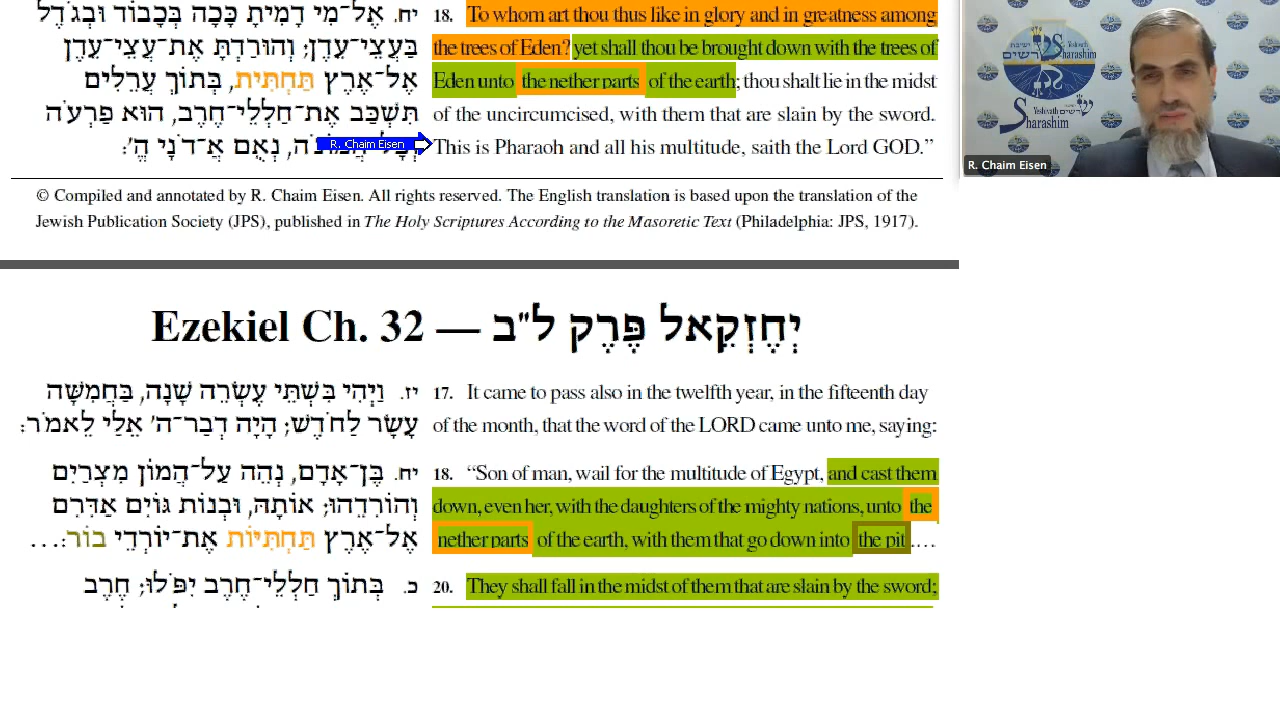 יח. אֶל־מִי דָמִיתָ כָּכָה בְּכָבוֹד וּבְגֹדֶל
בַּעֲצֵי־עֵדֶן; וְהוּרַדְתָּ אֶת־עֲצֵי־עֵדֶן
אֶל־אֶרֶץ תַּחְתִּית, בְּתוֹךְ עֲרֵלִים
תִּשְׁכַּב אֶת־חַלְלֵי־חֶרֶב, הוּא פַרְעֹה
נְאֻם אֲ־דֹנָי ה':
18. To whom art thou thus like in glory and in greatness among
the trees of Eden? yet shall thou be brought down with the trees of
Eden unto the nether parts of the earth; thou shalt lie in the midst
of the uncircumcised, with them that are slain by the sword.
This is Pharaoh and all his multitude, saith the Lord GOD.”
R. Chaim Eisen
© Compiled and annotated by R. Chaim Eisen. All rights reserved. The English translation is based upon the translation of the
Jewish Publication Society (JPS), published in The Holy Scriptures According to the Masoretic Text (Philadelphia: JPS, 1917).
Ezekiel Ch. 32 — יְחֶזְקֵאל פֶּרֶק ל"ב
יז. וַיְהִי בִּשְׁתֵּי עֶשְׂרֵה שָׁנָה, בַּחֲמִשָּׁה
עָשָׂר לַחֹדֶשׁ; הָיָה דְבַר־ה' אֵלַי לֵאמֹר:
17. It came to pass also in the twelfth year, in the fifteenth day
of the month, that the word of the LORD came unto me, saying:
יח. בֶּן־אָדָם, נְהֵה עַל־הֲמוֹן מִצְרַיִם
וְהוֹרִדֵהוּ; אוֹתָהּ, וּבְנוֹת גּוֹיִם אַדִּרִם
אֶל־אֶרֶץ תַּחְתִּיּוֹת אֶת־יוֹרְדֵי בוֹר:...
18. “Son of man, wail for the multitude of Egypt, and cast them
down, even her, with the daughters of the mighty nations, unto the
nether parts of the earth, with them that go down into the pit....
כ. בְּתוֹךְ חַלְלֵי־חֶרֶב יִפֹּלוּ; חֶרֶב
20. They shall fall in the midst of them that are slain by the sword;
Yeshivath
Sharashim
R. Chaim Eisen